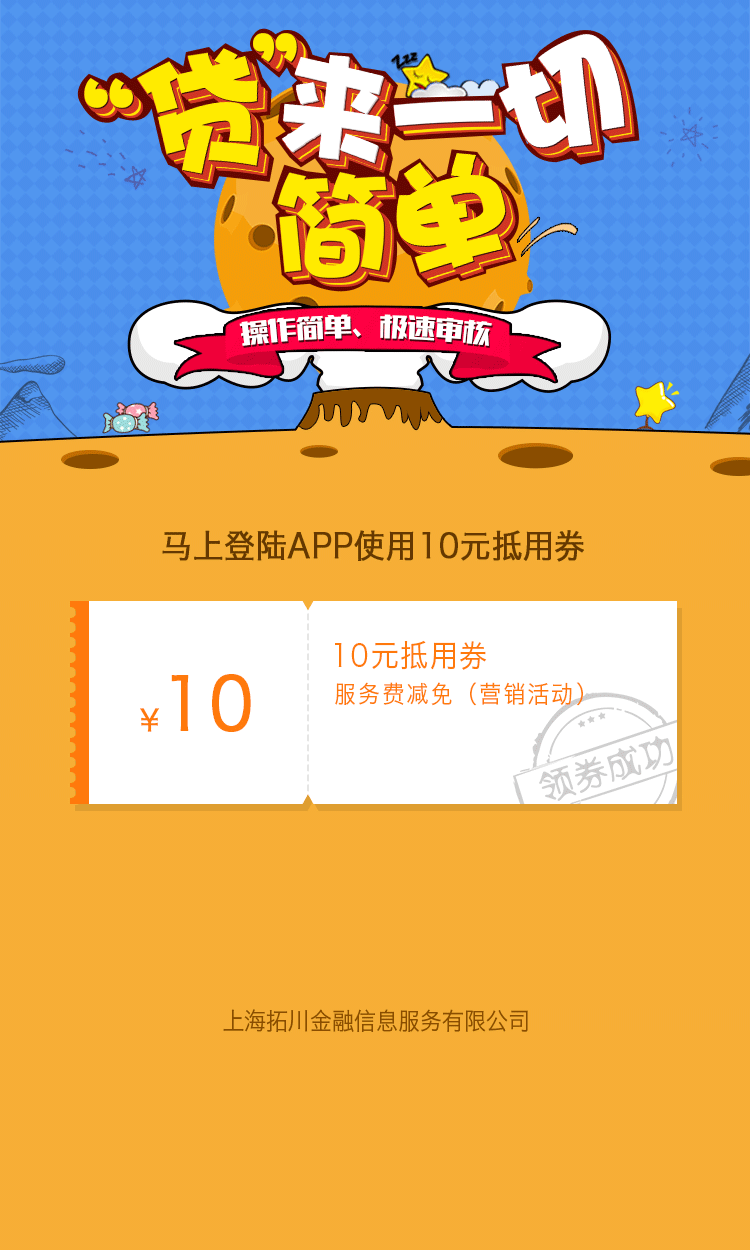 “贷”来一切
简单
操作简单、极速审核
马上登陆APP使用10元抵用券
¥10
10元抵用券
服务费减免（营销活动）
领券成功
上海拓川金融信息服务有限公司